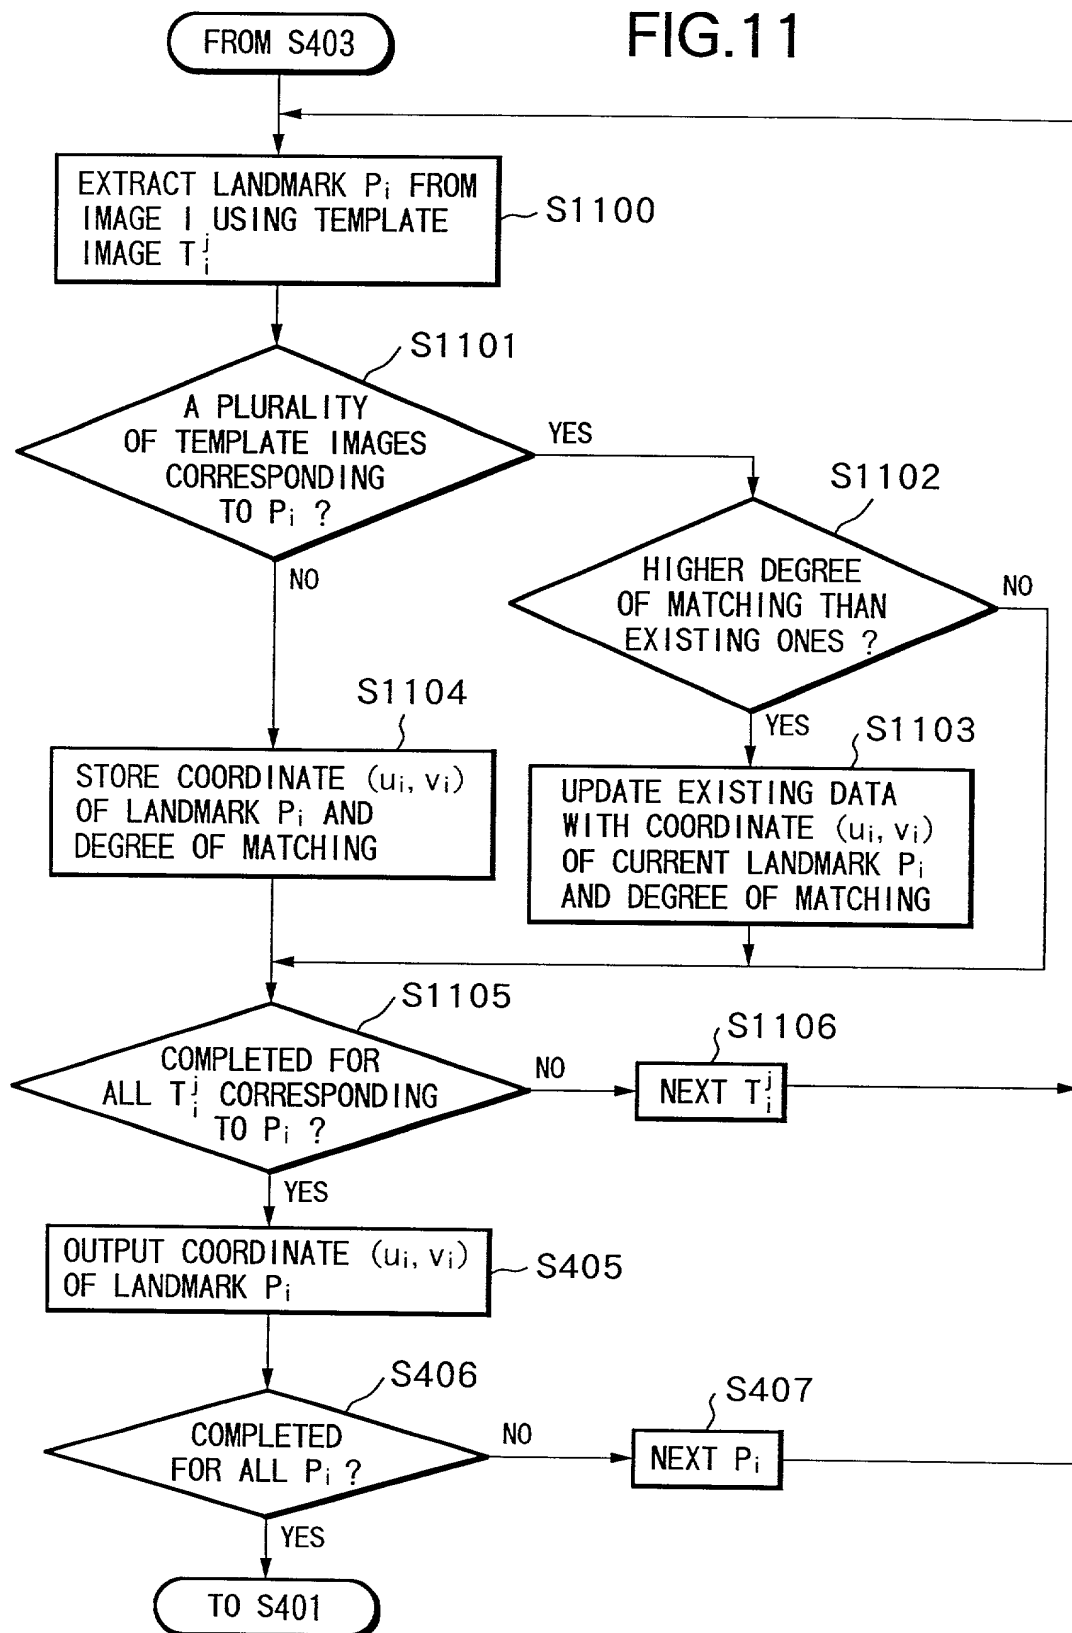 FIG.11
FROM S403
EXTRACT LANDMARK Pi FROM
IMAGE I USING TEMPLATE
IMAGE T j i
S1100
S1101
A PLURALITY
OF TEMPLATE IMAGES
CORRESPONDING
TO Pi ?
YES
NO
S1102
HIGHER DEGREE
OF MATCHING THAN
EXISTING ONES ?
NO
YES
S1104
STORE COORDINATE (ui, vi)
OF LANDMARK Pi AND
DEGREE OF MATCHING
S1103
UPDATE EXISTING DATA
WITH COORDINATE (ui, vi)
OF CURRENT LANDMARK Pi
AND DEGREE OF MATCHING
S1105
COMPLETED FOR
ALL T j i CORRESPONDING
TO Pi ?
NO
YES
S1106
NEXT T j i
OUTPUT COORDINATE (ui, vi)
OF LANDMARK Pi
S405
S406
COMPLETED
FOR ALL Pi ?
NO
YES
S407
NEXT Pi
TO S401